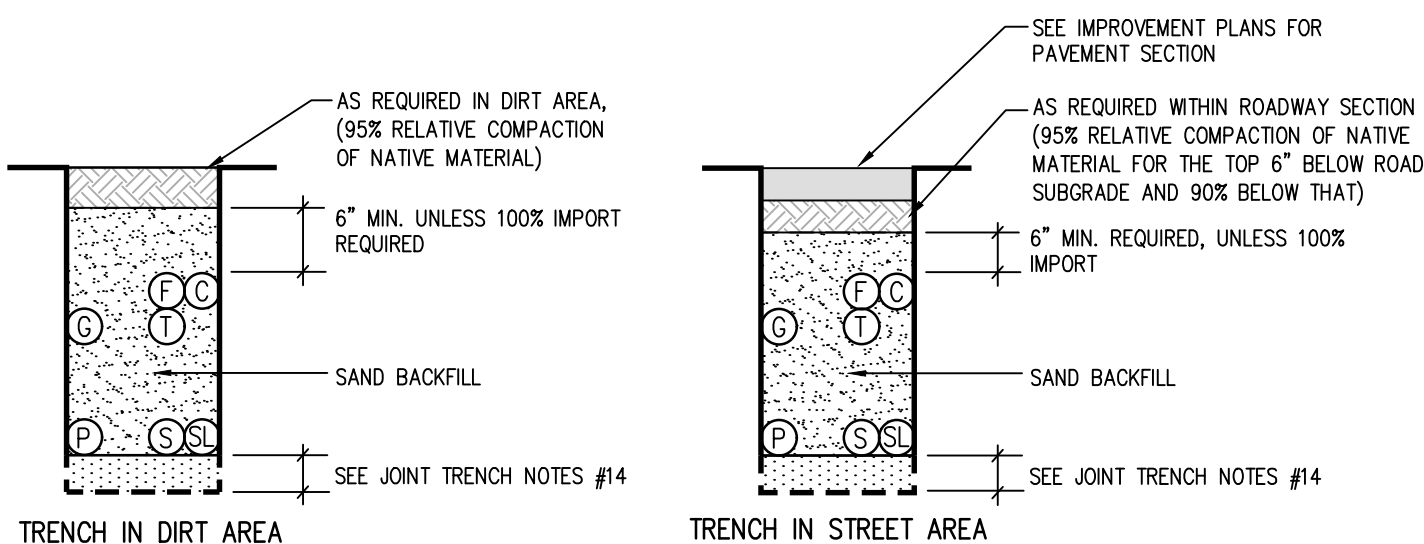 AS REQUIRED IN DIRT AREA,
(95% RELATIVE COMPACTION
OF NATIVE MATERIAL)
6" MIN. UNLESS 100% IMPORT
REQUIRED
F C
G T
SAND BACKFILL
P S SL
SEE JOINT TRENCH NOTES #14
TRENCH IN DIRT AREA
SEE IMPROVEMENT PLANS FOR
PAVEMENT SECTION
AS REQUIRED WITHIN ROADWAY SECTION
(95% RELATIVE COMPACTION OF NATIVE
MATERIAL FOR THE TOP 6" BELOW ROAD
SUBGRADE AND 90% BELOW THAT)
6" MIN. REQUIRED, UNLESS 100%
IMPORT
F C
G T
SAND BACKFILL
P S SL
SEE JOINT TRENCH NOTES #14
TRENCH IN STREET AREA